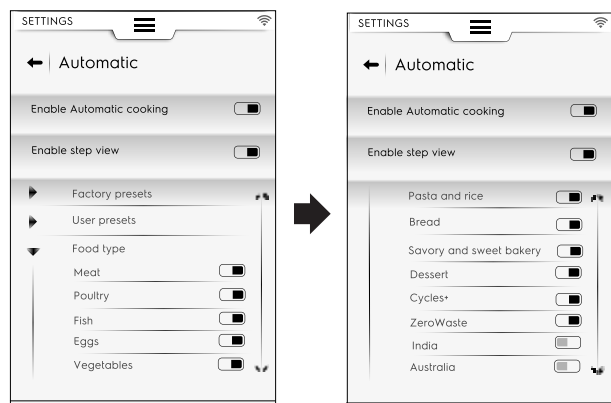 SETTINGS
Automatic
Enable Automatic cooking
Enable step view
Factory presets
User presets
Food type
Meat
Poultry
Fish
Eggs
Vegetables
SETTINGS
Automatic
Enable Automatic cooking
Enable step view
Pasta and rice
Bread
Savory and sweet bakery
Dessert
Cycles+
ZeroWaste
India
Australia